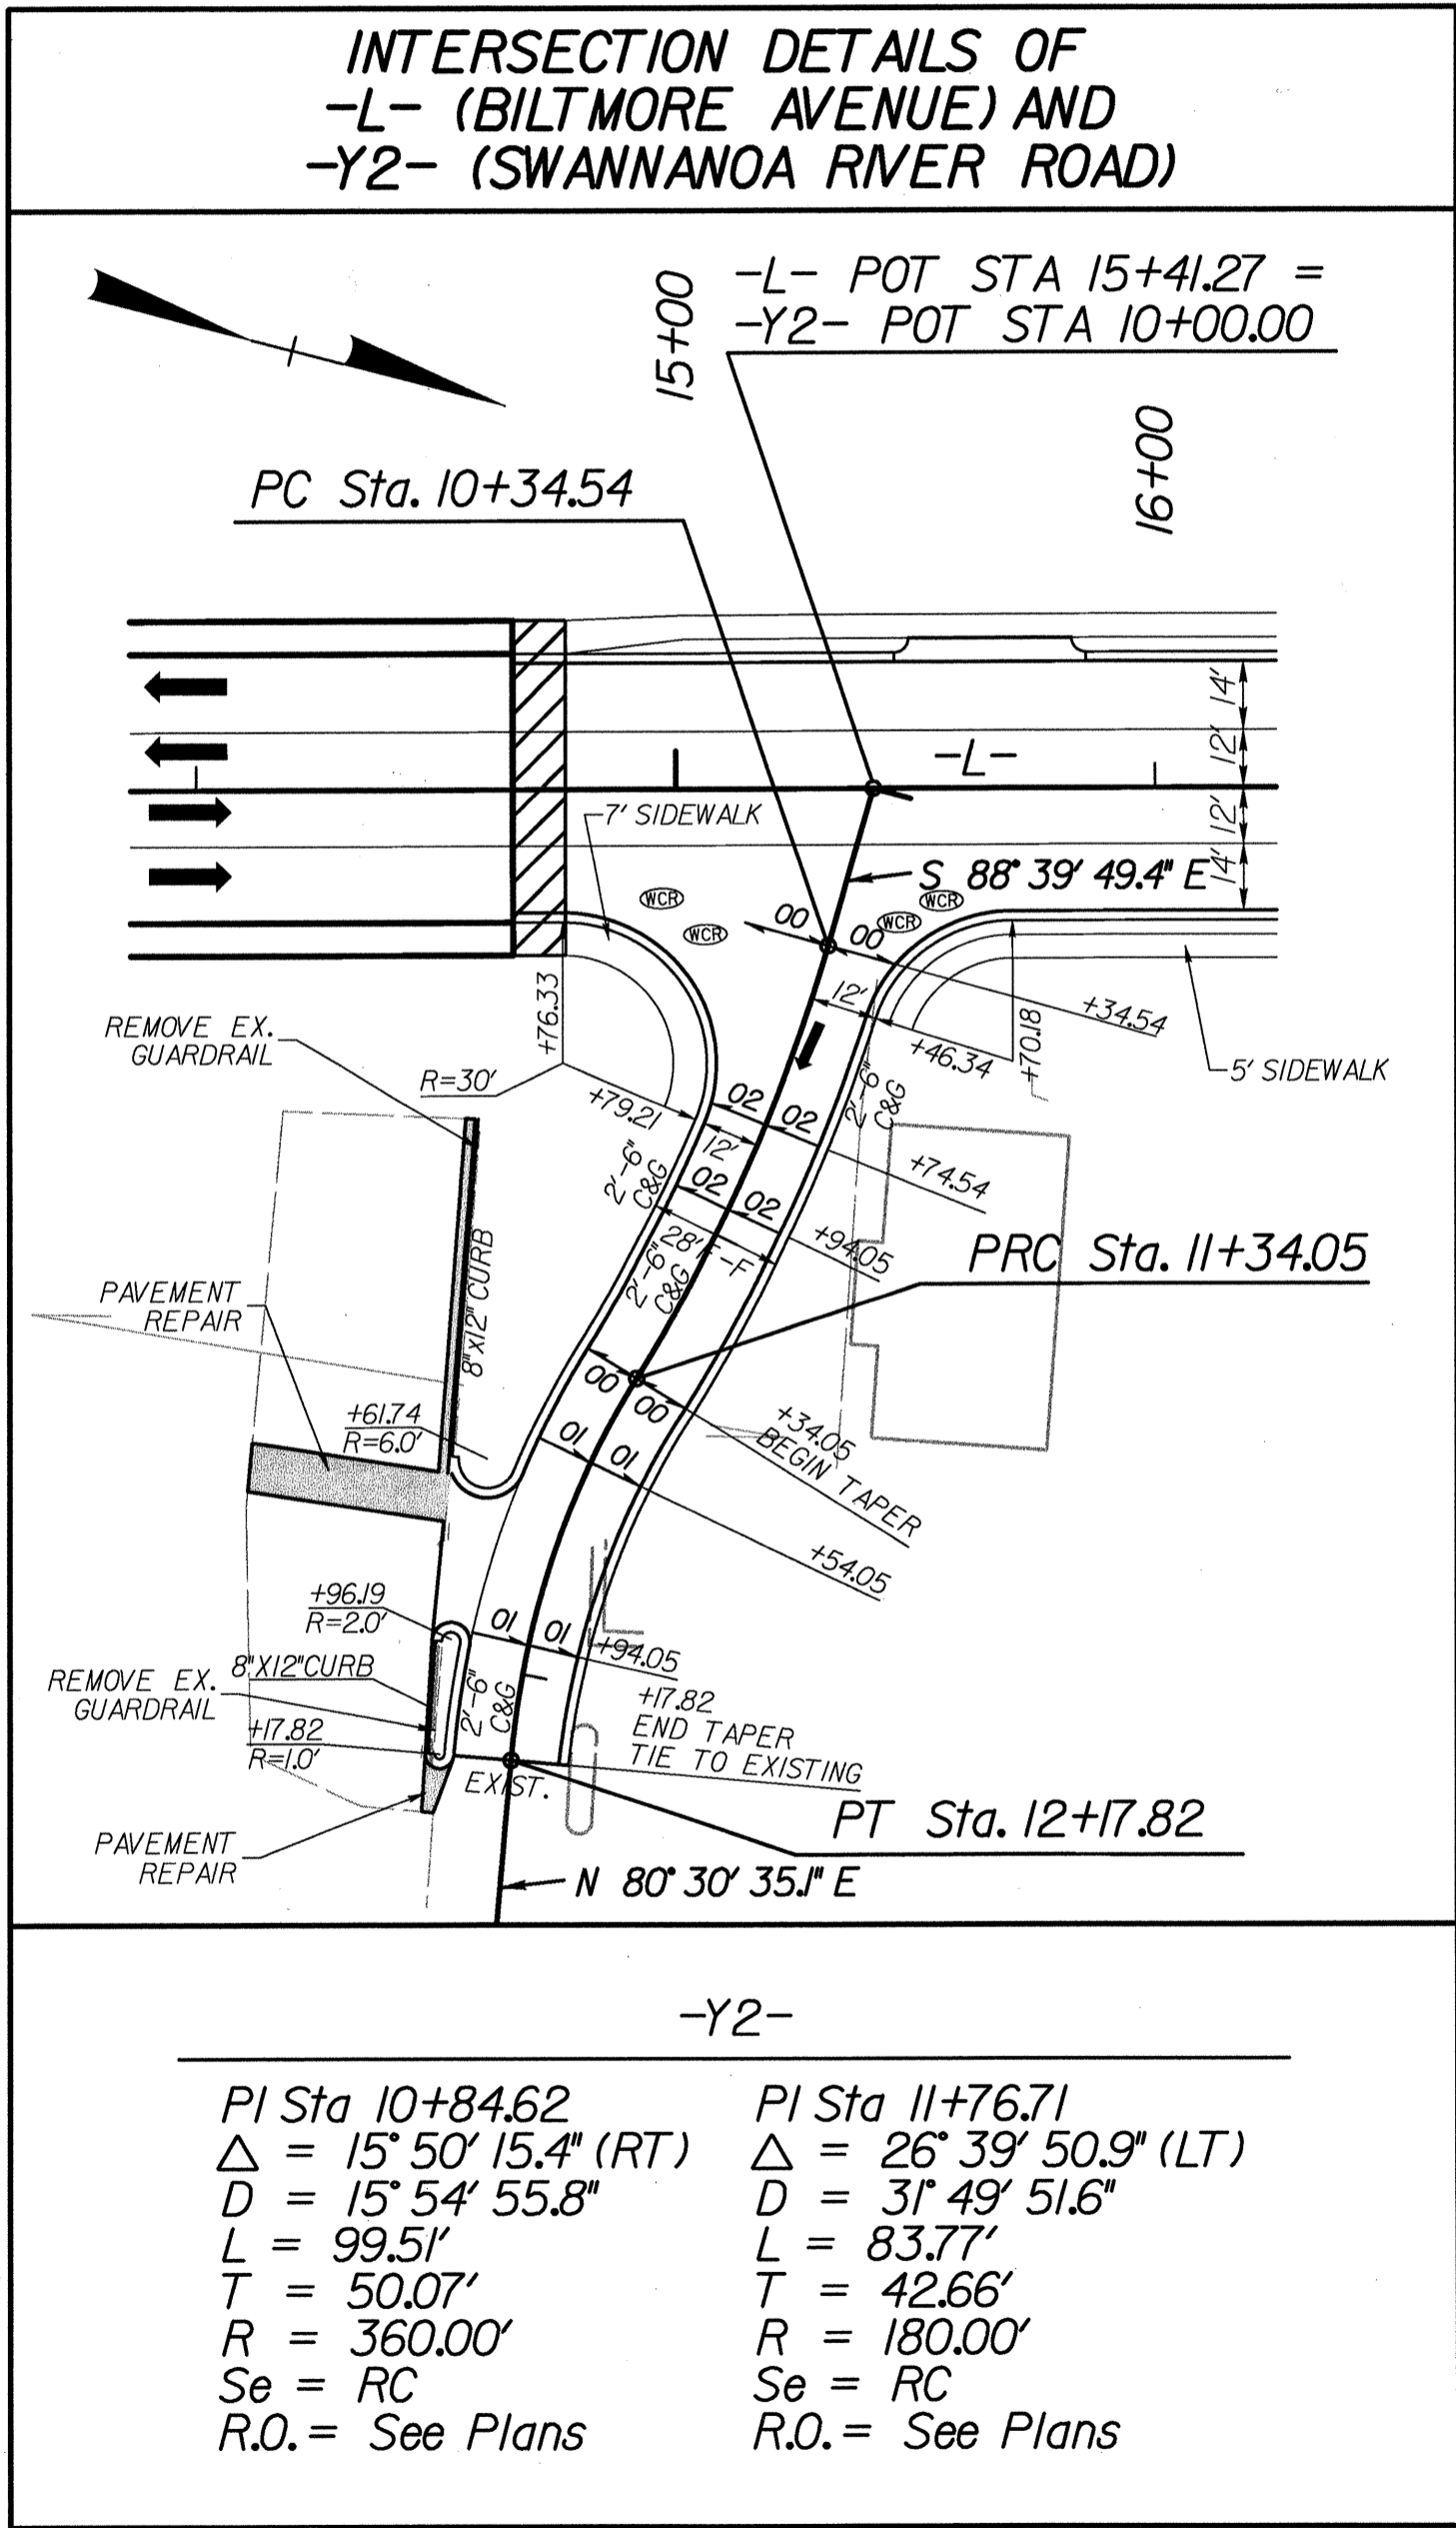 INTERSECTION DETAILS OF
-L- (BILTMORE AVENUE) AND
-Y2- (SWANNANOA RIVER ROAD)
15+00
-L- POT STA 15+41.27 =
-Y2- POT STA 10+00.00
16+00
PC Sta. 10+34.54
14'
12'
-L-
12'
14'
7' SIDEWALK
S 88° 39' 49.4" E
WCR
WCR
WCR
WCR
00
00
+34.54
12'
+46.34
+70.18
5' SIDEWALK
+76.33
REMOVE EX.
GUARDRAIL
R=30'
+79.21
12'
02
02
2'-6"
C&G
+74.54
2'-6"
C&G
02
02
28' F-F
+94.05
PRC Sta. 11+34.05
2'-6"
C&G
8"X12" CURB
PAVEMENT
REPAIR
00
00
+34.05
BEGIN TAPER
+61.74
R=6.0'
01
01
+54.05
+96.19
R=2.0'
01
01
+94.05
8"X12"CURB
REMOVE EX.
GUARDRAIL
2'-6"
C&G
+17.82
END TAPER
TIE TO EXISTING
+17.82
R=1.0'
EXIST.
PT Sta. 12+17.82
PAVEMENT
REPAIR
N 80° 30' 35.1" E
-Y2-
PI Sta 10+84.62
△ = 15° 50' 15.4" (RT)
D = 15° 54' 55.8"
L = 99.51'
T = 50.07'
R = 360.00'
Se = RC
R.O. = See Plans
PI Sta 11+76.71
△ = 26° 39' 50.9" (LT)
D = 31° 49' 51.6"
L = 83.77'
T = 42.66'
R = 180.00'
Se = RC
R.O. = See Plans